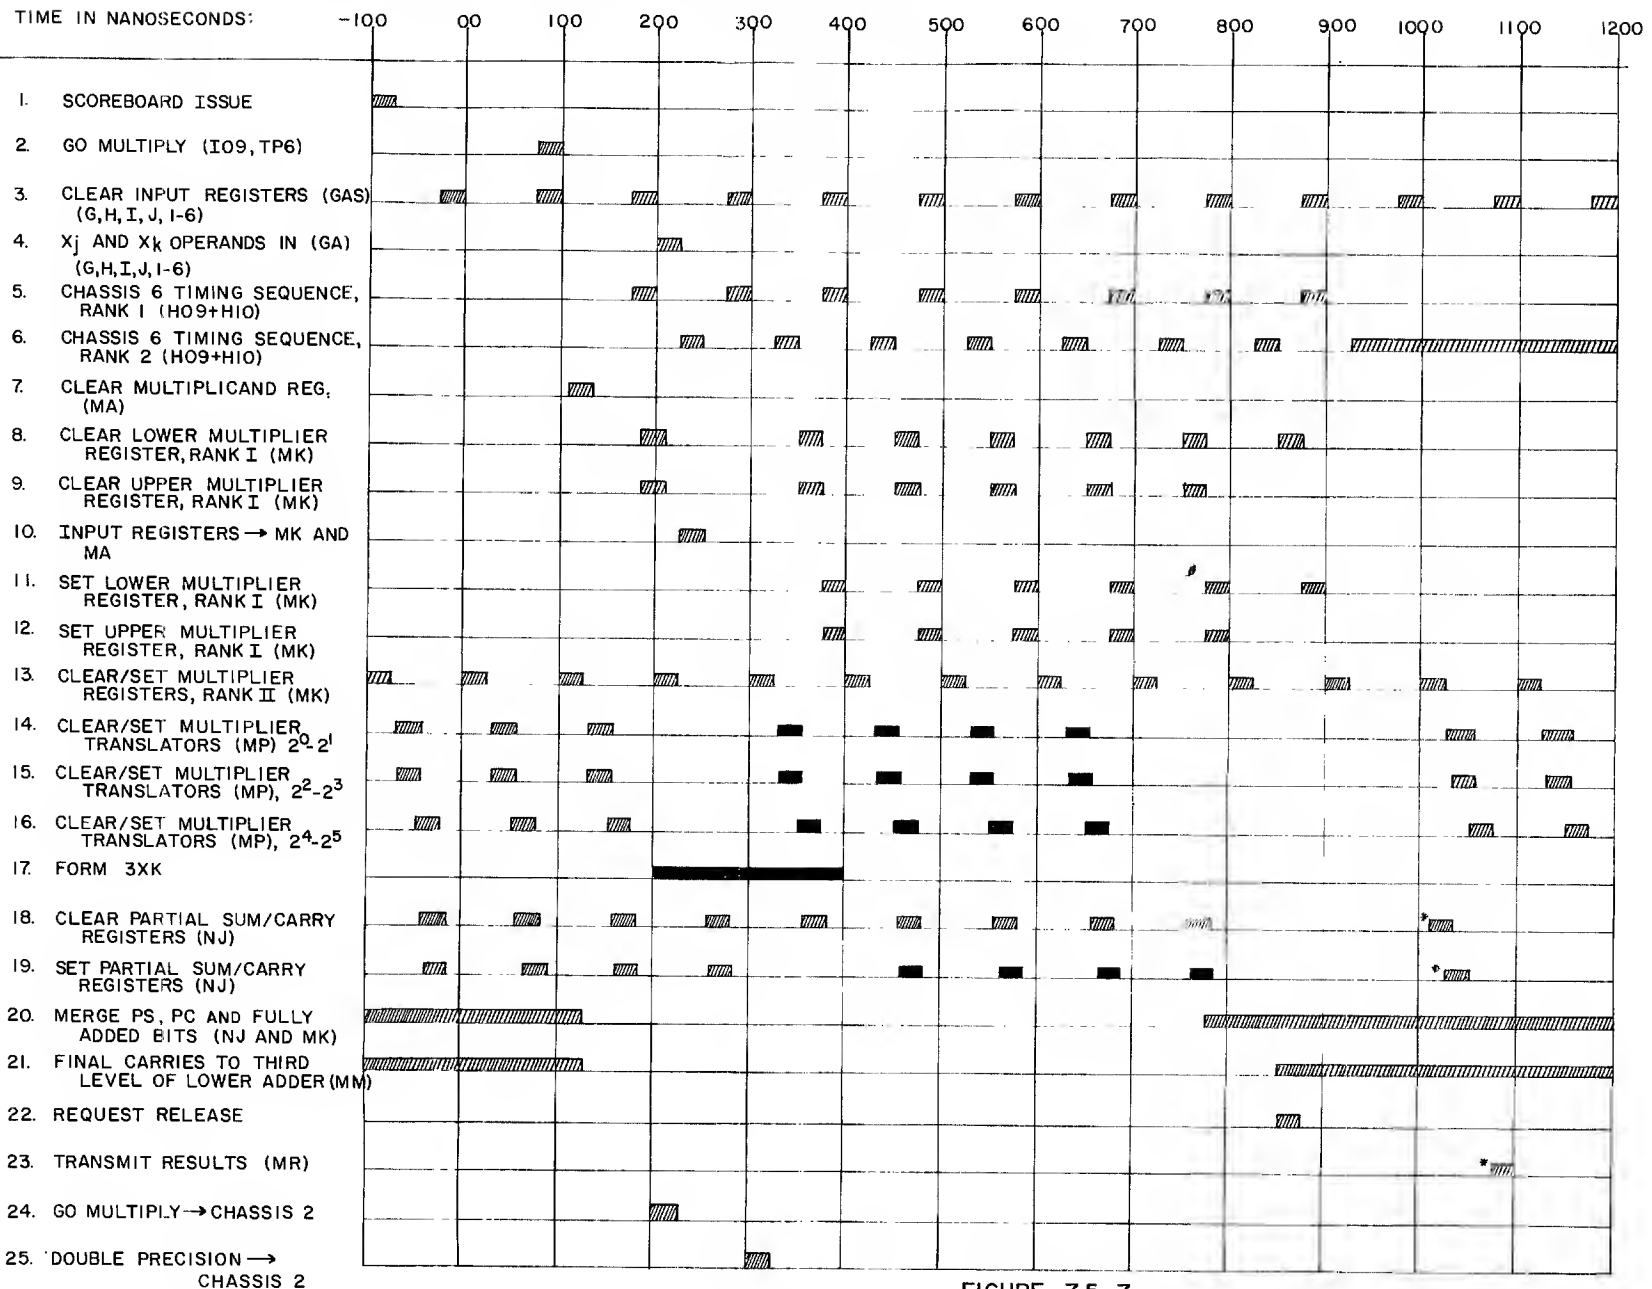 TIME IN NANOSECONDS: -100 00 100 200 300 400 500 600 700 800 900 1000 1100 1200
1. SCOREBOARD ISSUE
2. GO MULTIPLY (I09, TP6)
3. CLEAR INPUT REGISTERS (GAS)
(G,H,I,J,1-6)
4. Xj AND Xk OPERANDS IN (GA)
(G,H,I,J,1-6)
5. CHASSIS 6 TIMING SEQUENCE,
RANK 1 (H09+H10)
6. CHASSIS 6 TIMING SEQUENCE,
RANK 2 (H09+H10)
7. CLEAR MULTIPLICAND REG.
(MA)
8. CLEAR LOWER MULTIPLIER
REGISTER, RANK I (MK)
9. CLEAR UPPER MULTIPLIER
REGISTER, RANK I (MK)
10. INPUT REGISTERS → MK AND
MA
11. SET LOWER MULTIPLIER
REGISTER, RANK I (MK)
*
12. SET UPPER MULTIPLIER
REGISTER, RANK I (MK)
13. CLEAR/SET MULTIPLIER
REGISTERS, RANK II (MK)
14. CLEAR/SET MULTIPLIER
TRANSLATORS (MP) 2⁰-2¹
15. CLEAR/SET MULTIPLIER
TRANSLATORS (MP), 2²-2³
16. CLEAR/SET MULTIPLIER
TRANSLATORS (MP), 2⁴-2⁵
17. FORM 3XK
18. CLEAR PARTIAL SUM/CARRY
REGISTERS (NJ)
*
19. SET PARTIAL SUM/CARRY
REGISTERS (NJ)
*
20. MERGE PS, PC AND FULLY
ADDED BITS (NJ AND MK)
21. FINAL CARRIES TO THIRD
LEVEL OF LOWER ADDER (MM)
22. REQUEST RELEASE
23. TRANSMIT RESULTS (MR)
*
24. GO MULTIPLY → CHASSIS 2
25. DOUBLE PRECISION →
CHASSIS 2